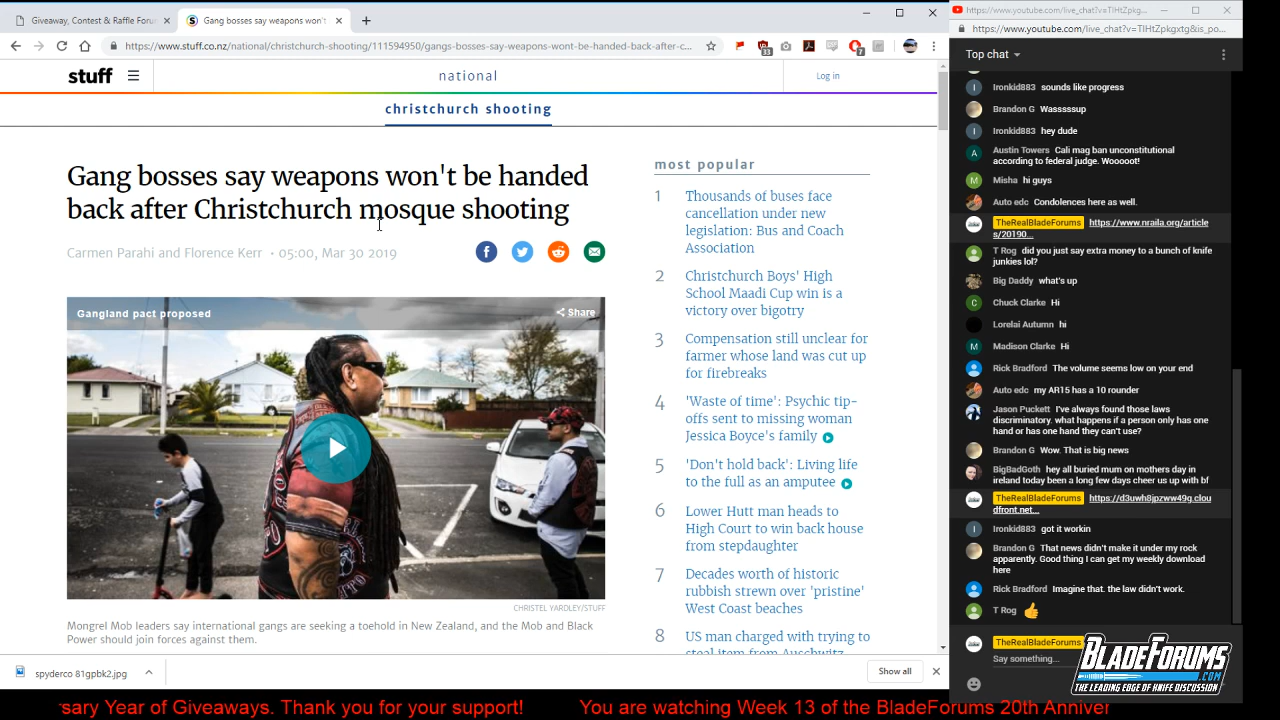 Giveaway, Contest & Raffle Foru
Gang bosses say weapons won't
https://www.youtube.com/live_chat?v=TlHtZpkg...
https://www.stuff.co.nz/national/christchurch-shooting/111594950/gangs-bosses-say-weapons-wont-be-handed-back-after-c...
https://www.youtube.com/live_chat?v=TlHtZpkgxtg&is_po...
stuff
national
Log in
christchurch shooting
Gang bosses say weapons won't be handed
back after Christchurch mosque shooting
Carmen Parahi and Florence Kerr • 05:00, Mar 30 2019
Gangland pact proposed
Share
CHRISTEL YARDLEY/STUFF
Mongrel Mob leaders say international gangs are seeking a toehold in New Zealand, and the Mob and Black
Power should join forces against them.
most popular
1 Thousands of buses face
cancellation under new
legislation: Bus and Coach
Association
2 Christchurch Boys' High
School Maadi Cup win is a
victory over bigotry
3 Compensation still unclear for
farmer whose land was cut up
for firebreaks
4 'Waste of time': Psychic tip-
offs sent to missing woman
Jessica Boyce's family
5 'Don't hold back': Living life
to the full as an amputee
6 Lower Hutt man heads to
High Court to win back house
from stepdaughter
7 Decades worth of historic
rubbish strewn over 'pristine'
West Coast beaches
8 US man charged with trying to
steal item from Auschwitz
spyderco 81gpbk2.jpg
Show all
Top chat
Ironkid883 sounds like progress
Brandon G Wasssssup
Ironkid883 hey dude
Austin Towers Cali mag ban unconstitutional
according to federal judge. Wooooot!
Misha hi guys
Auto edc Condolences here as well.
TheRealBladeForums https://www.nraila.org/article
s/20190...
T Rog did you just say extra money to a bunch of knife
junkies lol?
Big Daddy what's up
Chuck Clarke Hi
Lorelai Autumn hi
Madison Clarke Hi
Rick Bradford The volume seems low on your end
Auto edc my AR15 has a 10 rounder
Jason Puckett I've always found those laws
discriminatory. what happens if a person only has one
hand or has one hand they can't use?
Brandon G Wow. That is big news
BigBadGoth hey all buried mum on mothers day in
ireland today been a long few days cheer us up with bf
TheRealBladeForums https://d3uwh8jpzww49g.clou
dfront.net...
Ironkid883 got it workin
Brandon G That news didn't make it under my rock
apparently. Good thing I can get my weekly download
here
Rick Bradford Imagine that. the law didn't work.
T Rog
TheRealBladeForums
Say something...
BLADEFORUMS
.COM
THE LEADING EDGE OF KNIFE DISCUSSION
sary Year of Giveaways. Thank you for your support! You are watching Week 13 of the BladeForums 20th Anniver